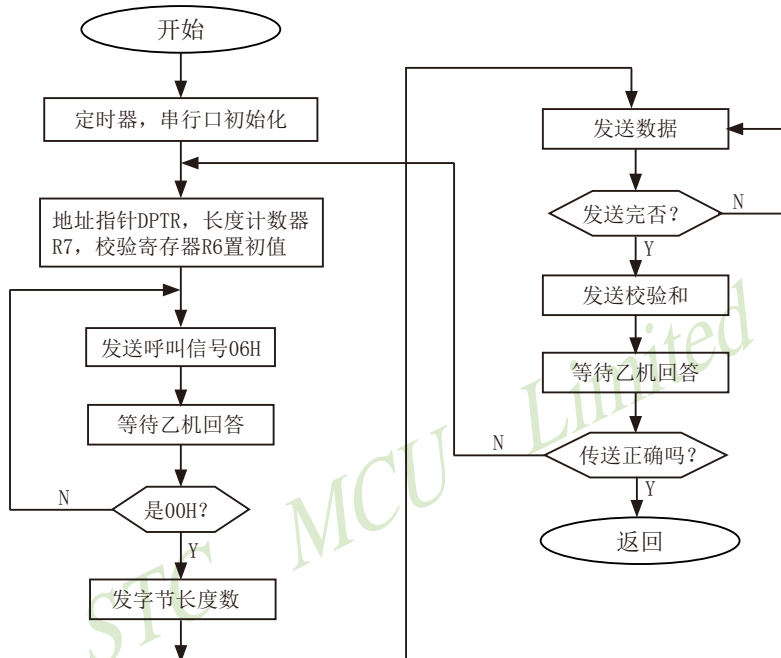 开始
定时器，串行口初始化
地址指针DPTR，长度计数器
R7，校验寄存器R6置初值
发送呼叫信号06H
等待乙机回答
N
是00H？
Y
发字节长度数
发送数据
发送完否？
N
Y
发送校验和
等待乙机回答
N
传送正确吗？
Y
返回
STC MCU Limited